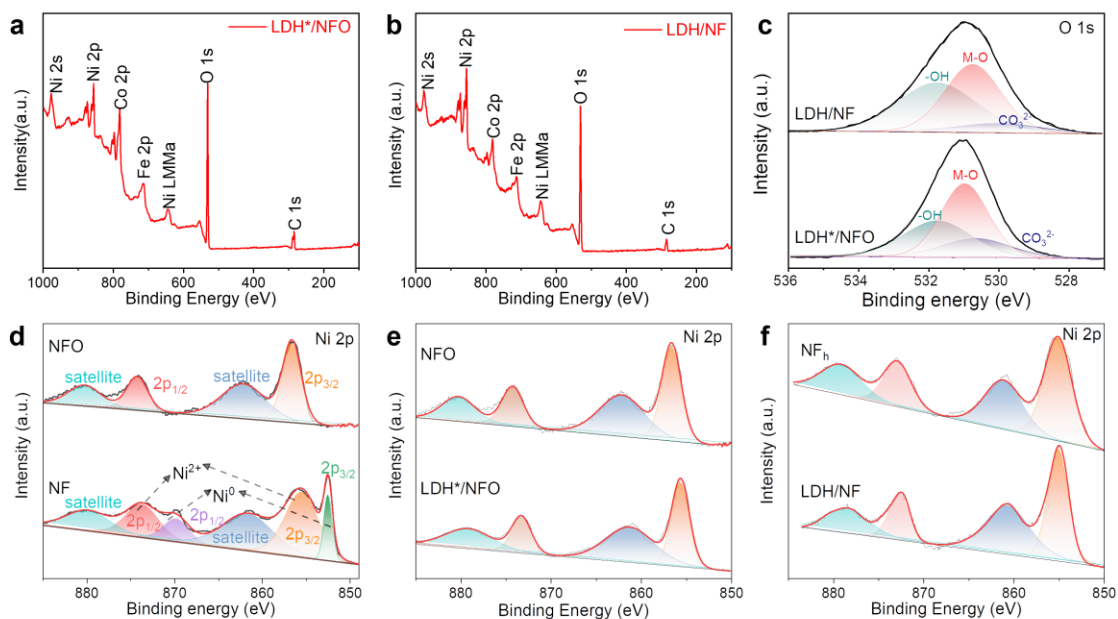 a
LDH*/NFO
Ni 2s
Ni 2p
Co 2p
Fe 2p
Ni LMMa
O 1s
C 1s
Intensity(a.u.)
1000 800 600 400 200
Binding Energy (eV)
b
LDH/NF
Ni 2s
Ni 2p
Co 2p
Fe 2p
Ni LMMa
O 1s
C 1s
Intensity (a.u.)
1000 800 600 400 200
Binding Energy (eV)
c
O 1s
-OH
M-O
CO₃²⁻
LDH/NF
-OH
M-O
CO₃²⁻
LDH*/NFO
Intensity (a.u.)
536 534 532 530 528
Binding energy (eV)
d
Ni 2p
NFO
satellite
2p1/2
satellite
2p3/2
NF
Ni²⁺
Ni⁰
2p3/2
satellite
2p1/2
2p1/2
satellite
2p3/2
Intensity (a.u.)
880 870 860 850
Binding energy (eV)
e
Ni 2p
NFO
LDH*/NFO
Intensity (a.u.)
880 870 860 850
Binding Energy (eV)
f
Ni 2p
NFh
LDH/NF
Intensity (a.u.)
880 870 860 850
Binding Energy (eV)